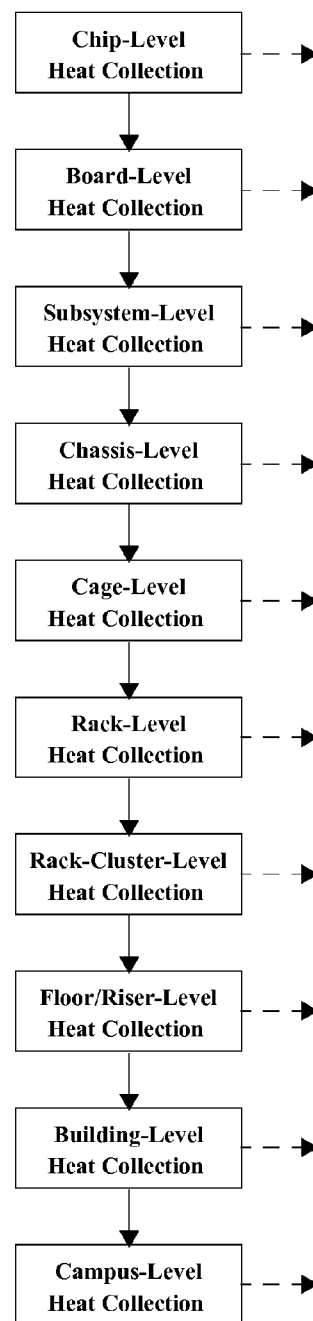 Chip-Level
Heat Collection
Board-Level
Heat Collection
Subsystem-Level
Heat Collection
Chassis-Level
Heat Collection
Cage-Level
Heat Collection
Rack-Level
Heat Collection
Rack-Cluster-Level
Heat Collection
Floor/Riser-Level
Heat Collection
Building-Level
Heat Collection
Campus-Level
Heat Collection